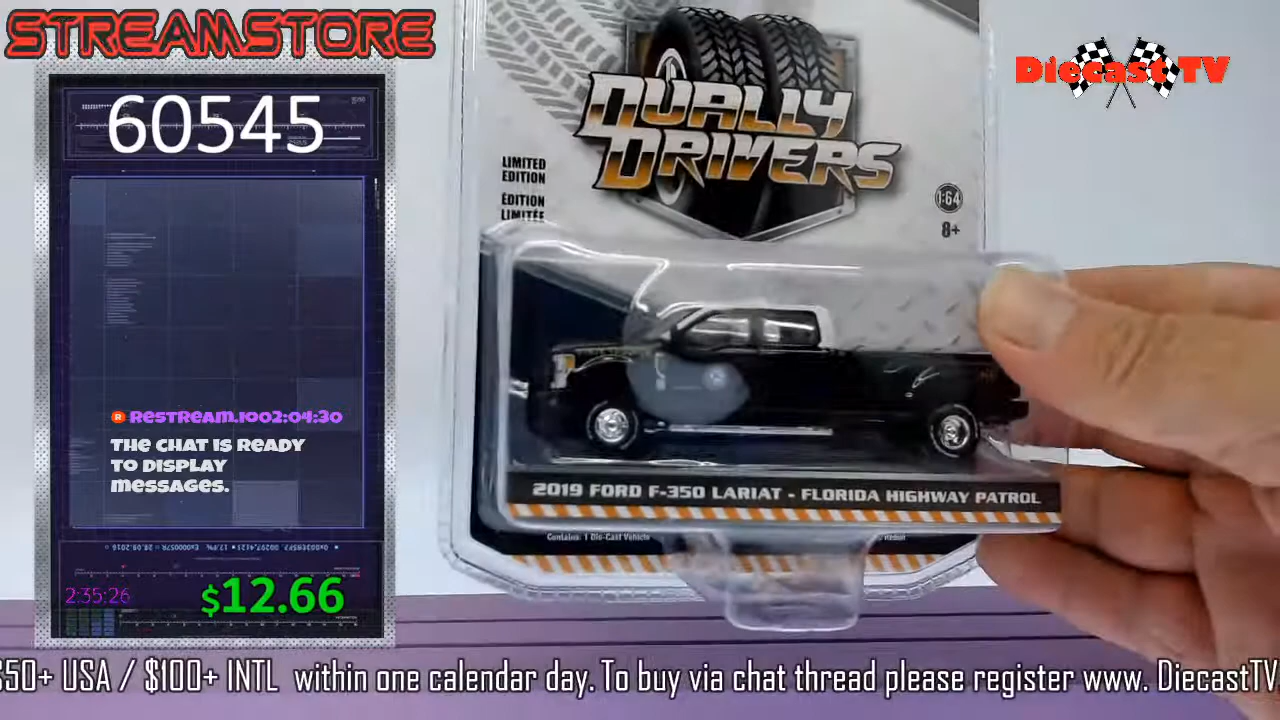 STREAMSTORE
60545
Restream.io02:04:30
THE CHAT IS READY
TO DISPLAY
MESSAGES.
2:35:26
$12.66
Diecast TV
DUALLY
DRIVERS
LIMITED
EDITION
ÉDITION
LIMITÉE
1:64
8+
2019 FORD F-350 LARIAT - FLORIDA HIGHWAY PATROL
Contains: 1 Die-Cast Vehicle
$50+ USA / $100+ INTL within one calendar day. To buy via chat thread please register www. DiecastTV.